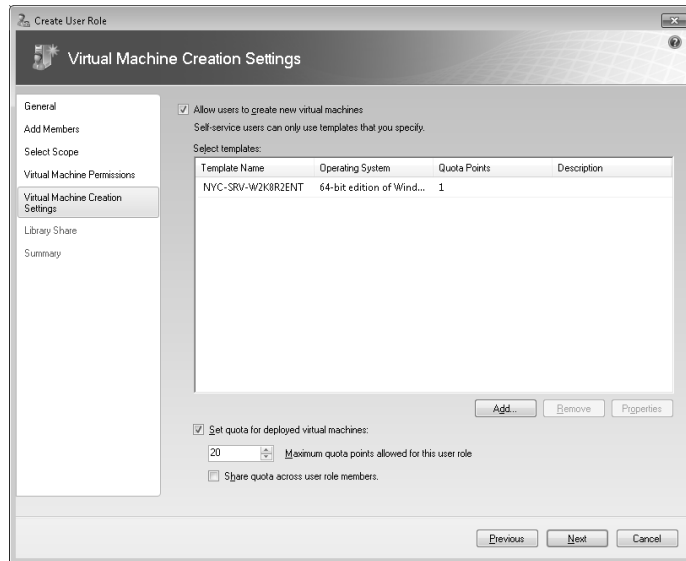 Create User Role
Virtual Machine Creation Settings
General
Add Members
Select Scope
Virtual Machine Permissions
Virtual Machine Creation
Settings
Library Share
Summary
Allow users to create new virtual machines
Self-service users can only use templates that you specify.
Select templates:
Template Name Operating System Quota Points Description
NYC-SRV-W2K8R2ENT 64-bit edition of Wind... 1
Add... Remove Properties
Set quota for deployed virtual machines:
20 Maximum quota points allowed for this user role
Share quota across user role members.
Previous Next Cancel